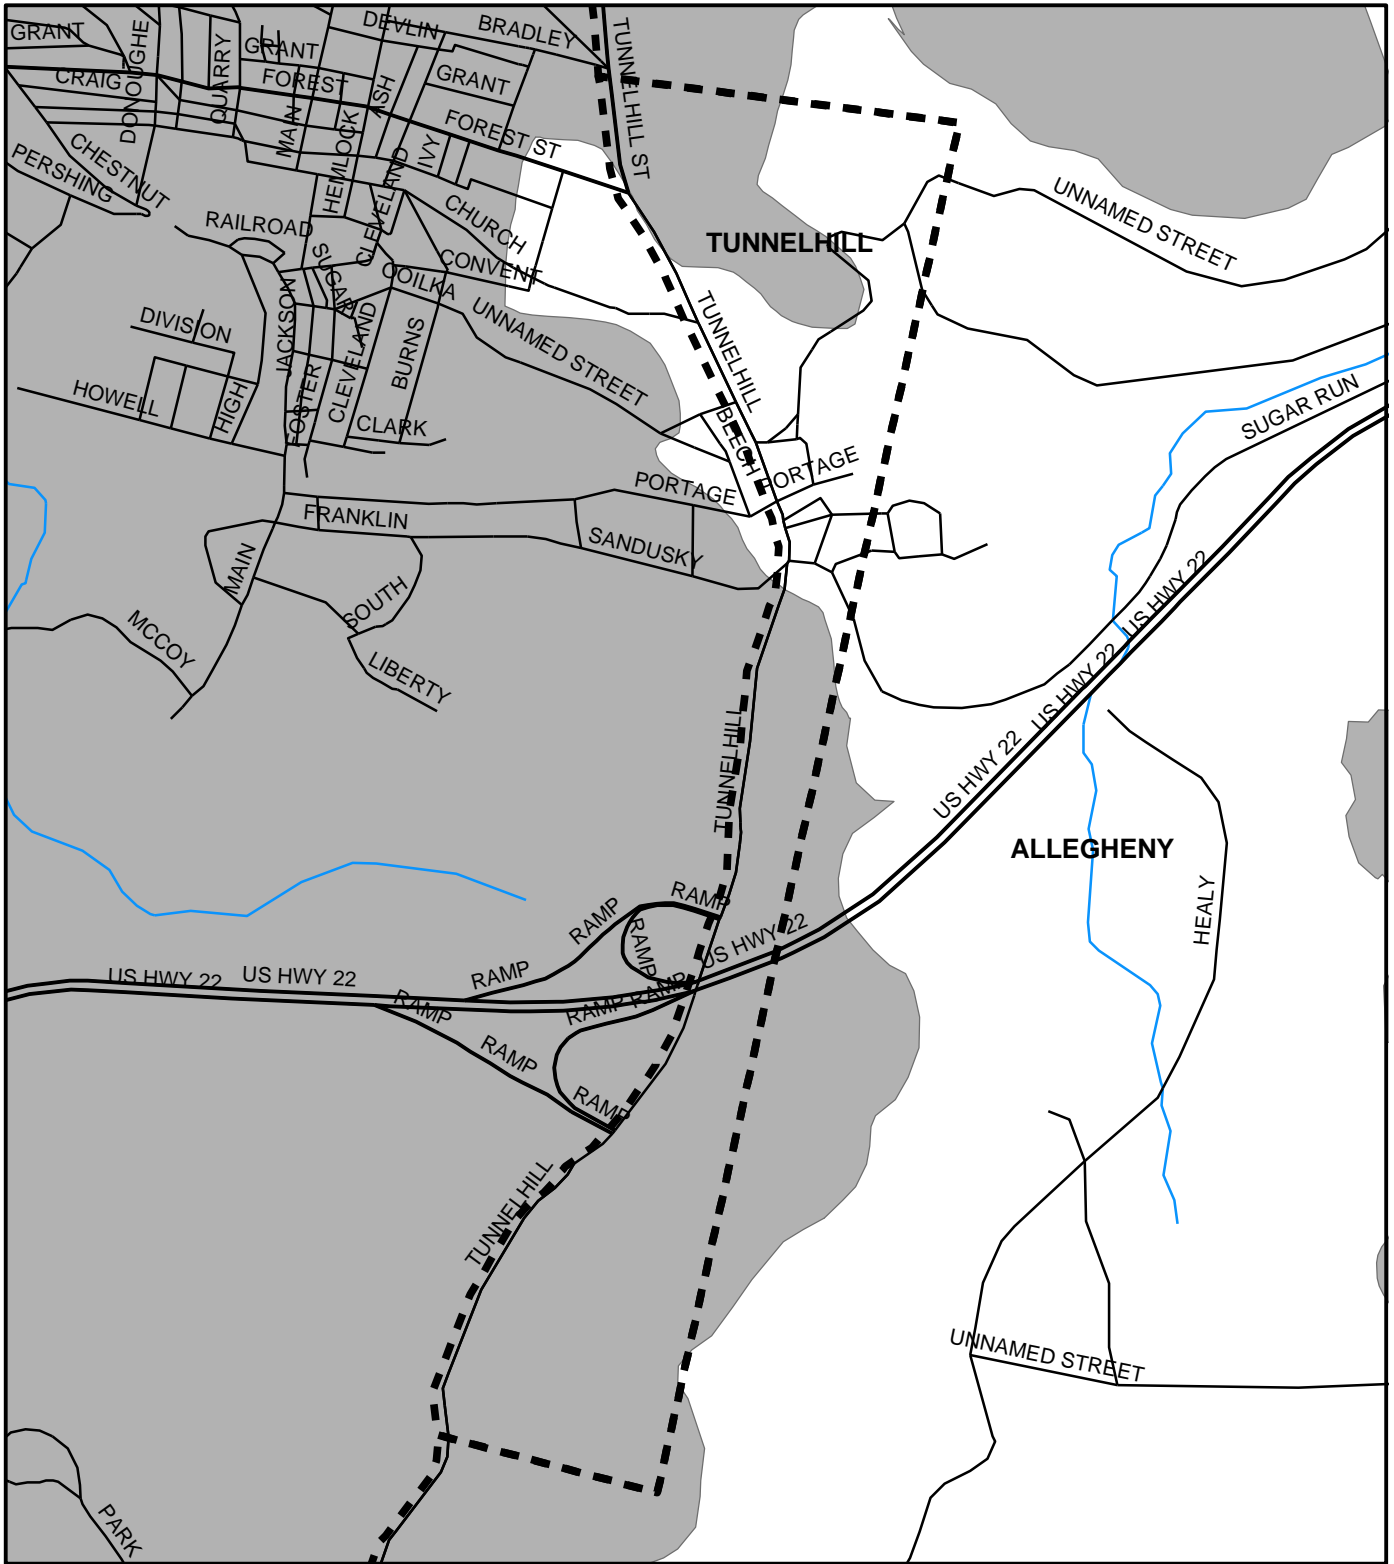 GRANT
DONOUGHE
QUARRY
GRANT
DEVLIN
BRADLEY
TUNNELHILL ST
CRAIG
FOREST
ASH
GRANT
MAIN
HEMLOCK
FOREST ST
IVY
PERSHING
CHESTNUT
CLEVELAND
RAILROAD
CHURCH
UNNAMED STREET
TUNNELHILL
SUGAR
CONVENT
COILKA
JACKSON
DIVISION
UNNAMED STREET
TUNNELHILL
CLEVELAND
BURNS
HOWELL
HIGH
FOSTER
CLARK
BEECH
SUGAR RUN
PORTAGE
PORTAGE
FRANKLIN
SANDUSKY
MAIN
SOUTH
US HWY 22
MCCOY
LIBERTY
US HWY 22
TUNNELHILL
US HWY 22
ALLEGHENY
RAMP
RAMP
HEALY
RAMP
US HWY 22
US HWY 22
US HWY 22
RAMP
RAMP
RAMP
RAMP
RAMP
RAMP
TUNNELHILL
UNNAMED STREET
PARK